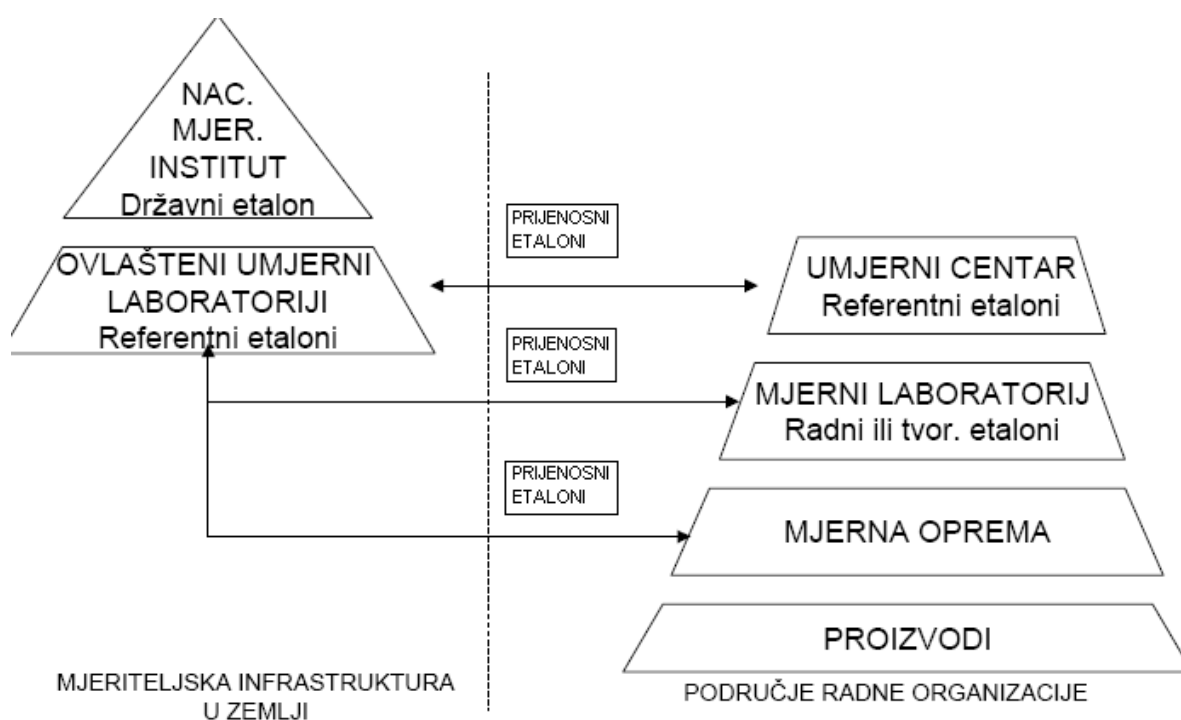 NAC.
MJER.
INSTITUT
Državni etalon
OVLAŠTENI UMJERNI
LABORATORIJI
Referentni etaloni
PRIJENOSNI
ETALONI
UMJERNI CENTAR
Referentni etaloni
PRIJENOSNI
ETALONI
MJERNI LABORATORIJ
Radni ili tvor. etaloni
PRIJENOSNI
ETALONI
MJERNA OPREMA
PROIZVODI
MJERITELJSKA INFRASTRUKTURA
U ZEMLJI
PODRUČJE RADNE ORGANIZACIJE